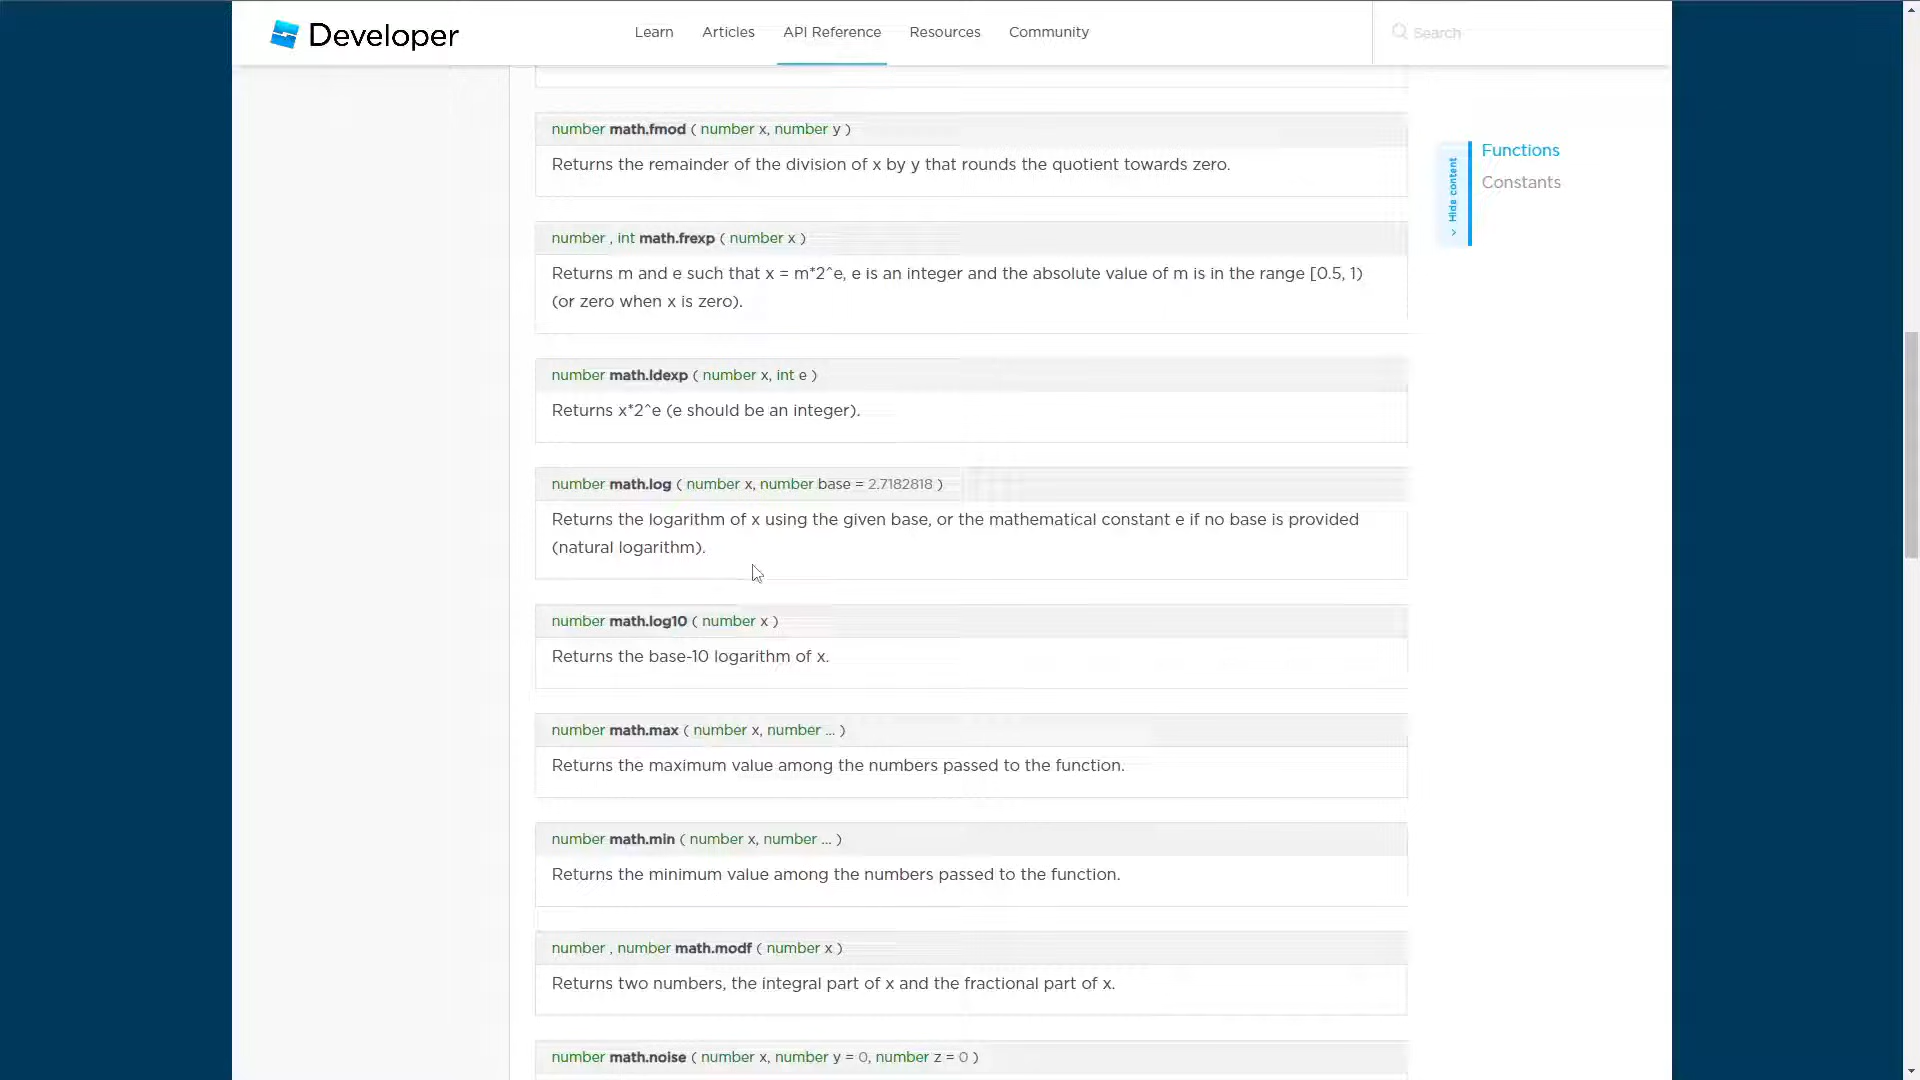 Developer
Learn
Articles
API Reference
Resources
Community
Search
number math.fmod ( number x, number y )
Returns the remainder of the division of x by y that rounds the quotient towards zero.
number , int math.frexp ( number x )
Returns m and e such that x = m*2^e, e is an integer and the absolute value of m is in the range [0.5, 1)
(or zero when x is zero).
number math.ldexp ( number x, int e )
Returns x*2^e (e should be an integer).
number math.log ( number x, number base = 2.7182818 )
Returns the logarithm of x using the given base, or the mathematical constant e if no base is provided
(natural logarithm).
number math.log10 ( number x )
Returns the base-10 logarithm of x.
number math.max ( number x, number ... )
Returns the maximum value among the numbers passed to the function.
number math.min ( number x, number ... )
Returns the minimum value among the numbers passed to the function.
number , number math.modf ( number x )
Returns two numbers, the integral part of x and the fractional part of x.
number math.noise ( number x, number y = 0, number z = 0 )
Hide content
Functions
Constants